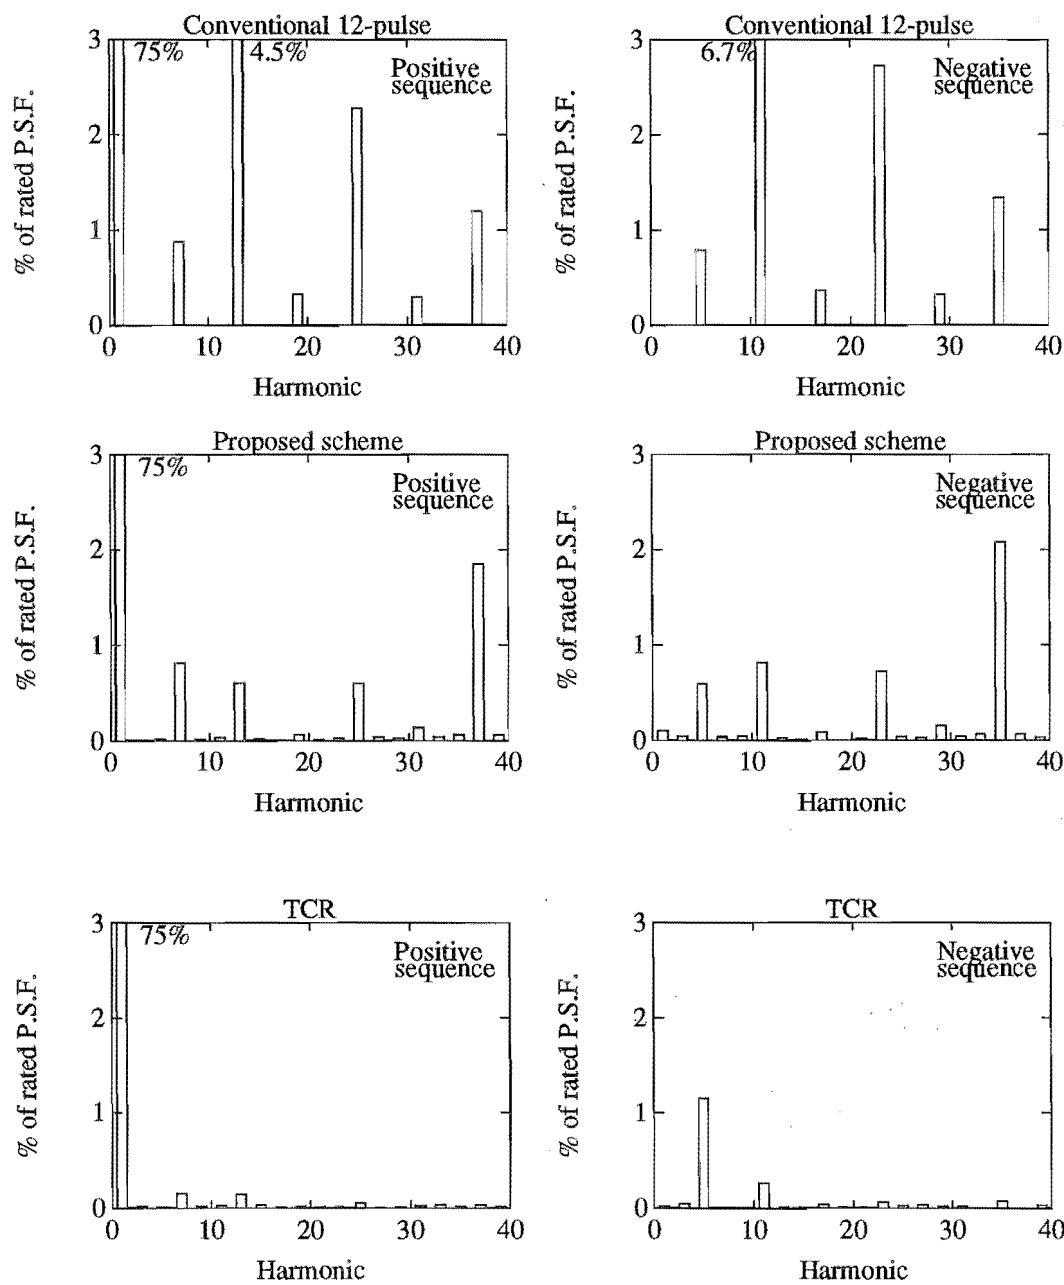 Conventional 12-pulse
3
75%
4.5%
Positive
sequence
2
1
0
% of rated P.S.F.
0 10 20 30 40
Harmonic
Conventional 12-pulse
3
6.7%
Negative
sequence
2
1
0
% of rated P.S.F.
0 10 20 30 40
Harmonic
Proposed scheme
3
75%
Positive
sequence
2
1
0
% of rated P.S.F.
0 10 20 30 40
Harmonic
Proposed scheme
3
Negative
sequence
2
1
0
% of rated P.S.F.
0 10 20 30 40
Harmonic
TCR
3
75%
Positive
sequence
2
1
0
% of rated P.S.F.
0 10 20 30 40
Harmonic
TCR
3
Negative
sequence
2
1
0
% of rated P.S.F.
0 10 20 30 40
Harmonic